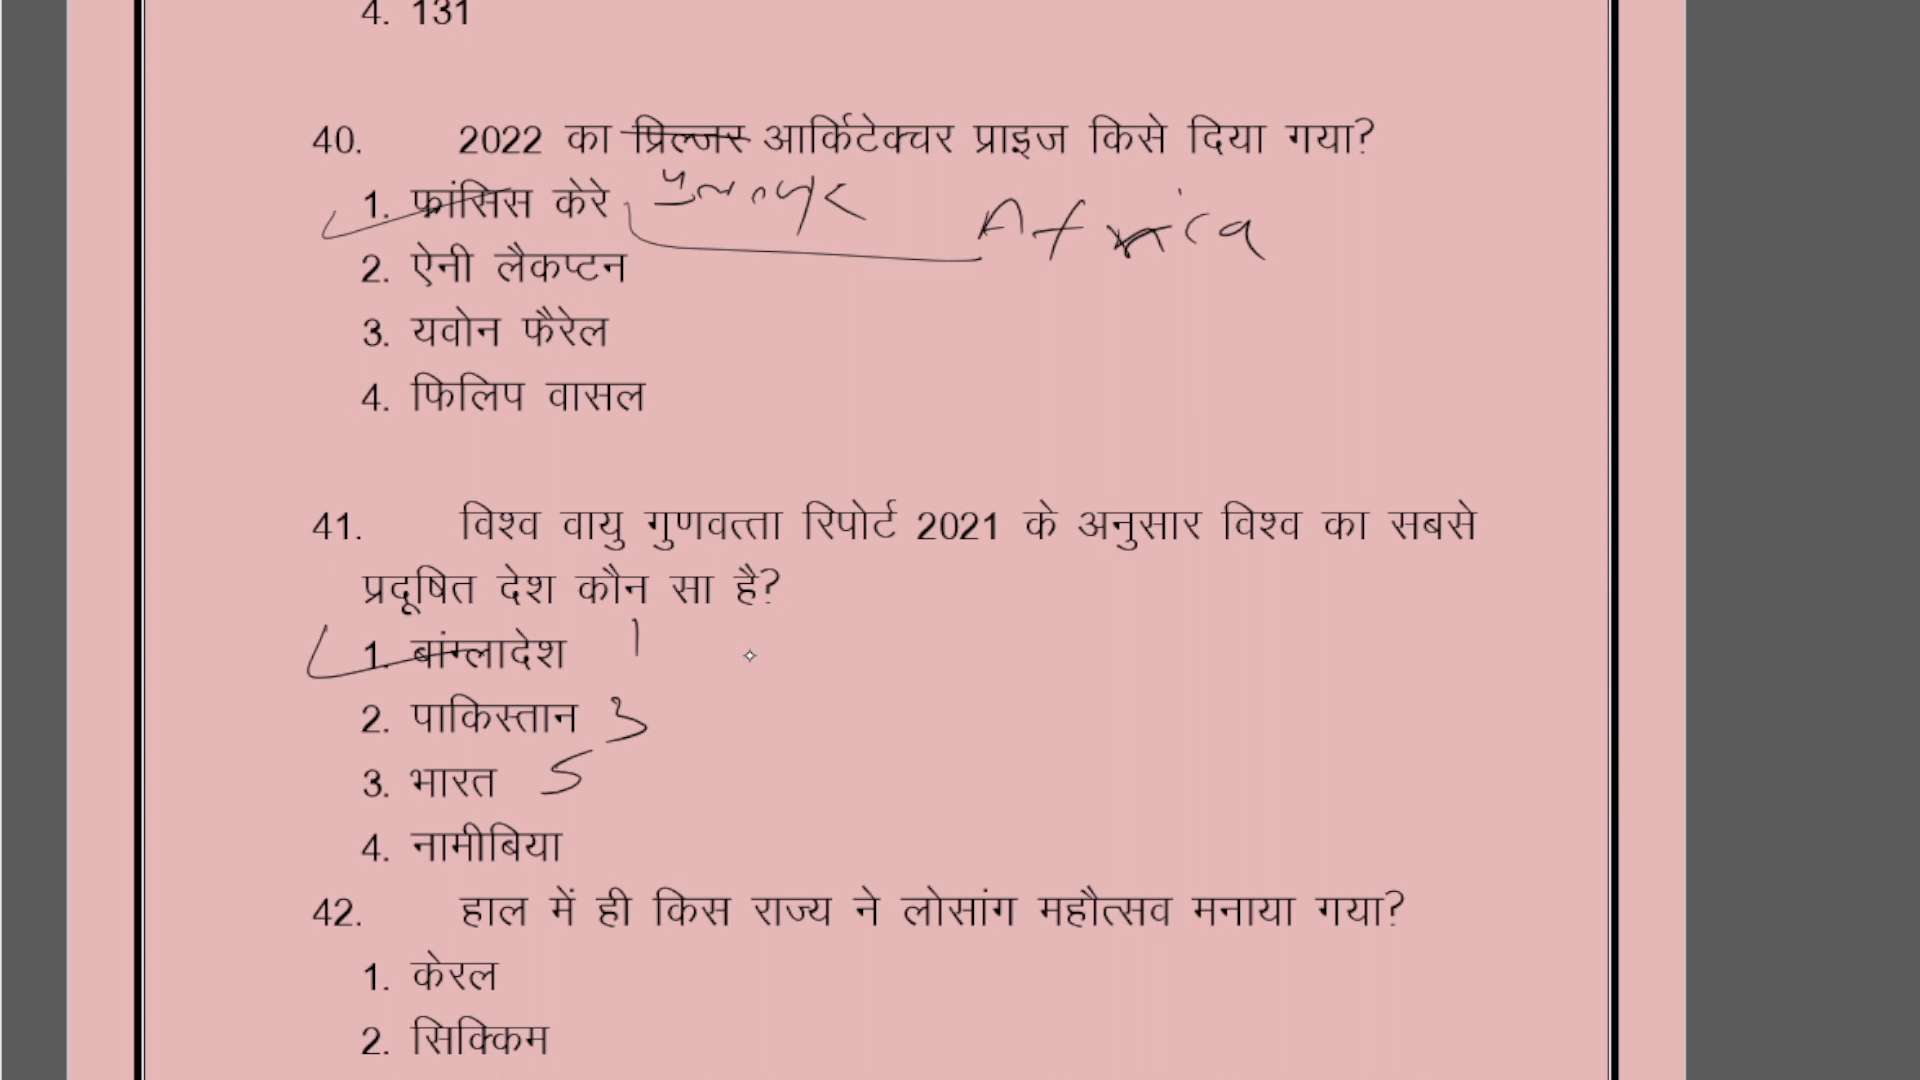 4. 131
40. 2022 का प्रिल्जर आर्किटेक्चर प्राइज किसे दिया गया?
1. फ्रांसिस केरे
Africa
2. ऐनी लैकप्टन
3. यवोन फैरेल
4. फिलिप वासल
41. विश्व वायु गुणवत्ता रिपोर्ट 2021 के अनुसार विश्व का सबसे
प्रदूषित देश कौन सा है?
1. बांग्लादेश 1
2. पाकिस्तान 3
3. भारत 5
4. नामीबिया
42. हाल में ही किस राज्य ने लोसांग महौत्सव मनाया गया?
1. केरल
2. सिक्किम